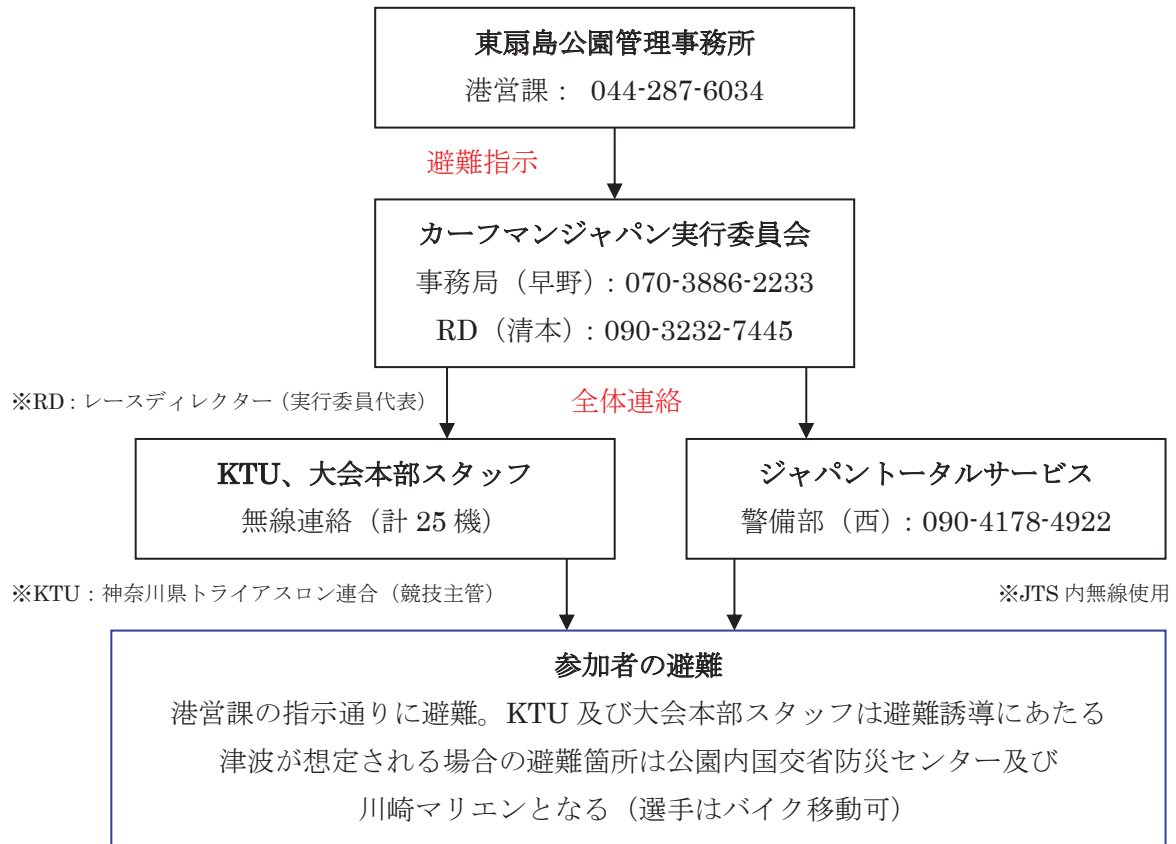 東扇島公園管理事務所
港営課： 044-287-6034
避難指示
カーフマンジャパン実行委員会
事務局（早野）：070-3886-2233
RD（清本）：090-3232-7445
※RD：レースディレクター（実行委員代表）
全体連絡
KTU、大会本部スタッフ
無線連絡（計 25 機）
ジャパントータルサービス
警備部（西）：090-4178-4922
※KTU：神奈川県トライアスロン連合（競技主管）
※JTS 内無線使用
参加者の避難
港営課の指示通りに避難。KTU 及び大会本部スタッフは避難誘導にあたる
津波が想定される場合の避難箇所は公園内国交省防災センター及び
川崎マリエンとなる（選手はバイク移動可）